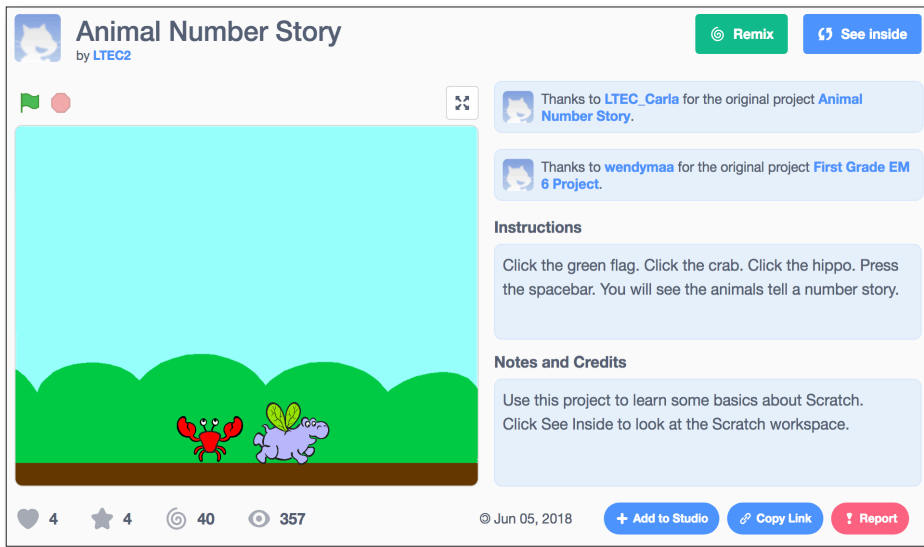 Animal Number Story
by LTEC2
Remix
See inside
Thanks to LTEC_Carla for the original project Animal
Number Story.
Thanks to wendymaa for the original project First Grade EM
6 Project.
Instructions
Click the green flag. Click the crab. Click the hippo. Press
the spacebar. You will see the animals tell a number story.
Notes and Credits
Use this project to learn some basics about Scratch.
Click See Inside to look at the Scratch workspace.
4
4
40
357
© Jun 05, 2018
+ Add to Studio
Copy Link
! Report